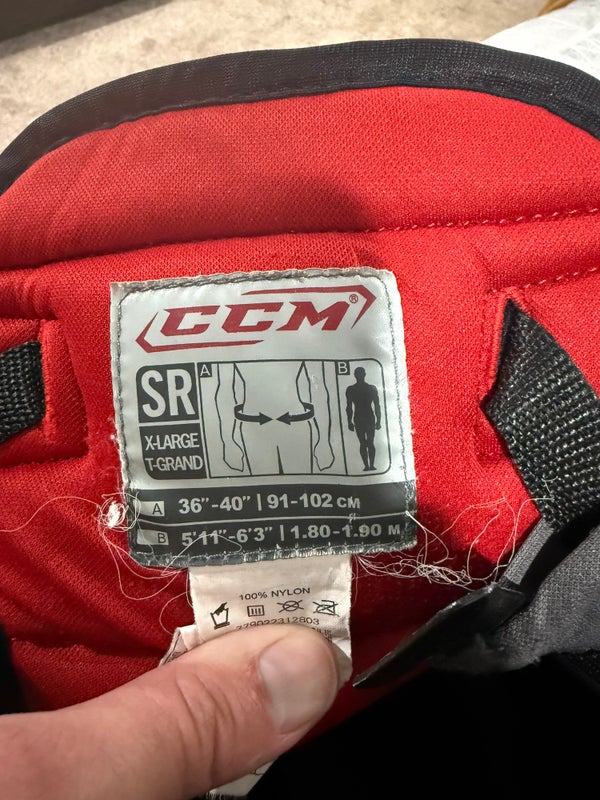 CCM®
SR
A
B
X-LARGE
T-GRAND
A 36"-40" | 91-102 CM
B 5'11"-6'3" | 1.80-1.90 M
100% NYLON
279022312803